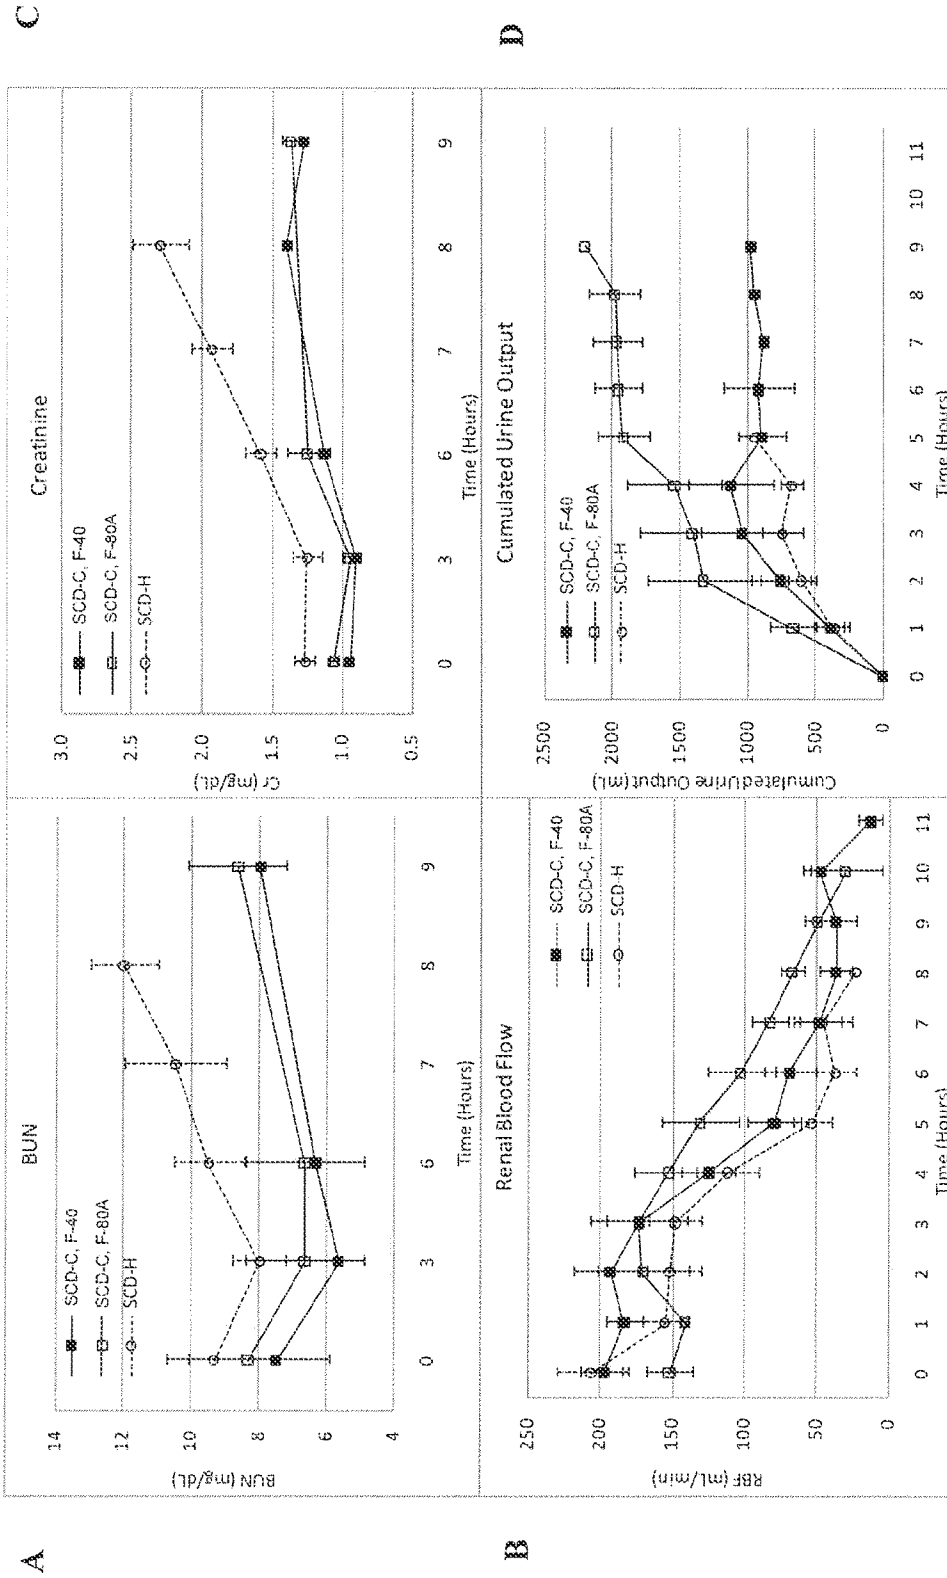 A
BUN
BUN (mg/dL)
14
12
10
8
6
4
SCD-C, F-40
SCD-C, F-80A
SCD-H
0
3
6
7
8
9
Time (Hours)
C
Creatinine
Cr (mg/dL)
3.0
2.5
2.0
1.5
1.0
0.5
SCD-C, F-40
SCD-C, F-80A
SCD-H
0
3
6
7
8
9
Time (Hours)
B
Renal Blood Flow
RBF (mL/min)
250
200
150
100
50
0
SCD-C, F-40
SCD-C, F-80A
SCD-H
0 1 2 3 4 5 6 7 8 9 10 11
Time (Hours)
D
Cumulated Urine Output
Cumulated Urine Output (mL)
2500
2000
1500
1000
500
0
SCD-C, F-40
SCD-C, F-80A
SCD-H
0 1 2 3 4 5 6 7 8 9 10 11
Time (Hours)